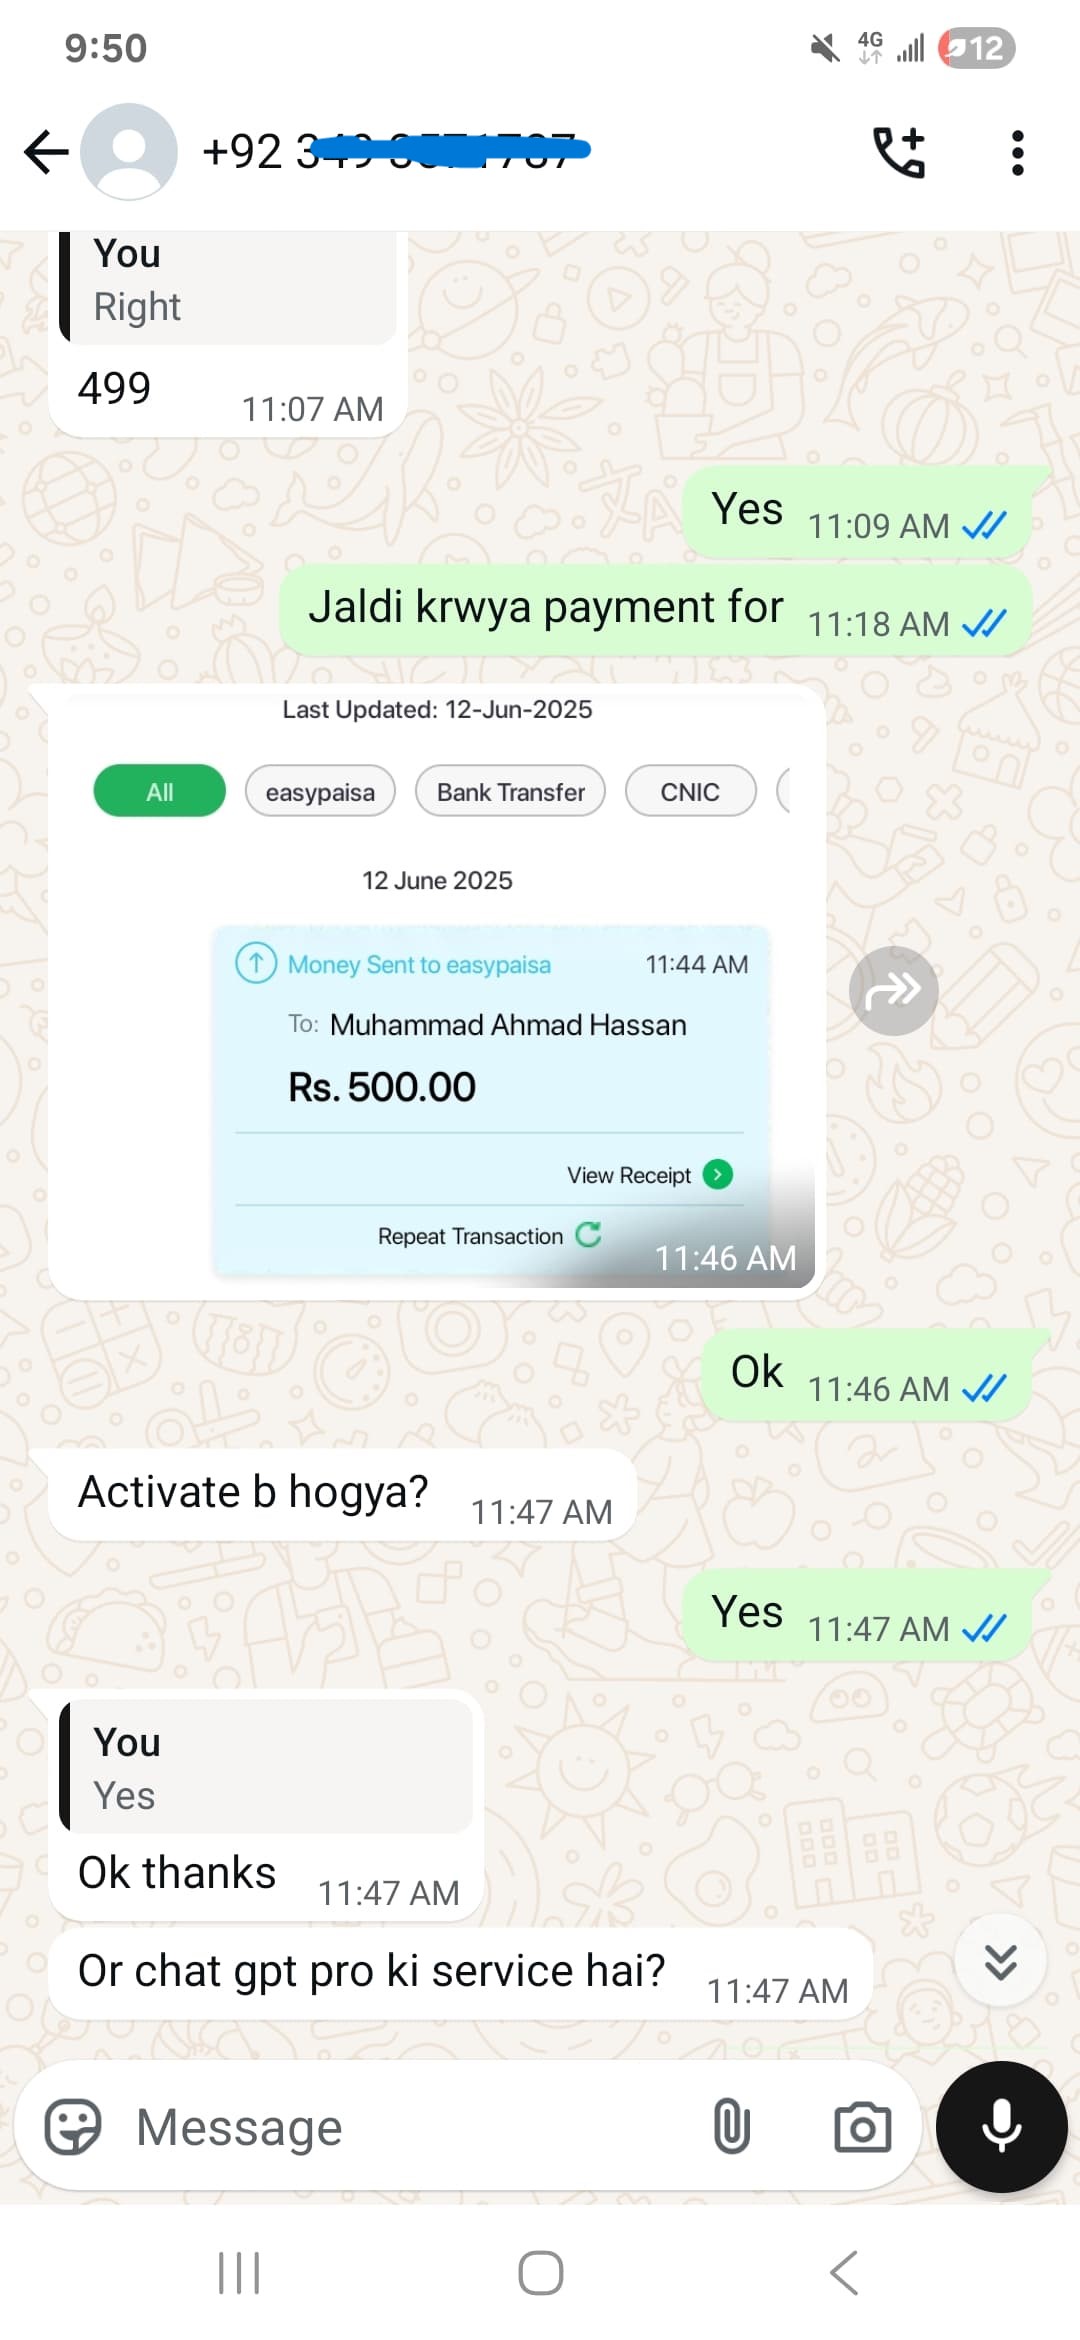 9:50
4G
12
+92
You
Right
499
11:07 AM
Yes
11:09 AM
Jaldi krwya payment for
11:18 AM
Last Updated: 12-Jun-2025
All
easypaisa
Bank Transfer
CNIC
12 June 2025
Money Sent to easypaisa
11:44 AM
To: Muhammad Ahmad Hassan
Rs. 500.00
View Receipt
Repeat Transaction
11:46 AM
Ok
11:46 AM
Activate b hogya?
11:47 AM
Yes
11:47 AM
You
Yes
Ok thanks
11:47 AM
Or chat gpt pro ki service hai?
11:47 AM
Message